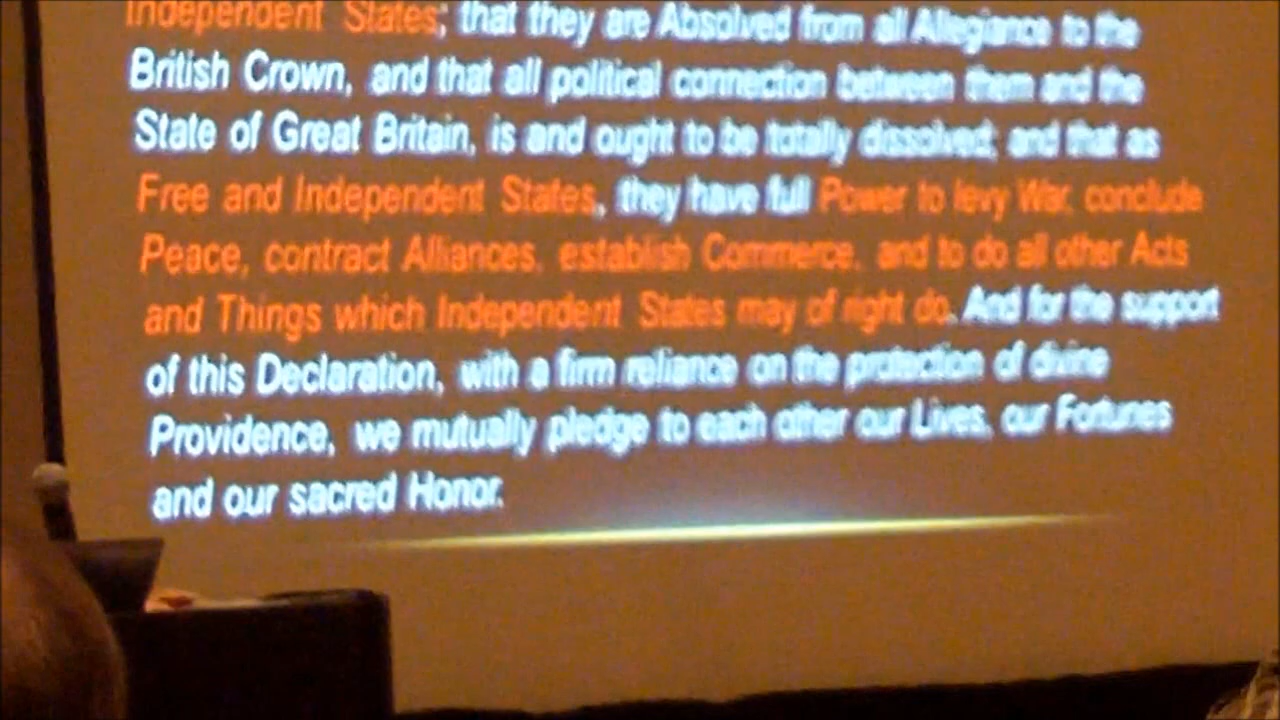 Independent States; that they are Absolved from all Allegiance to the
British Crown, and that all political connection between them and the
State of Great Britain, is and ought to be totally dissolved; and that as
Free and Independent States, they have full Power to levy War, conclude
Peace, contract Alliances, establish Commerce, and to do all other Acts
and Things which Independent States may of right do. And for the support
of this Declaration, with a firm reliance on the protection of divine
Providence, we mutually pledge to each other our Lives, our Fortunes
and our sacred Honor.